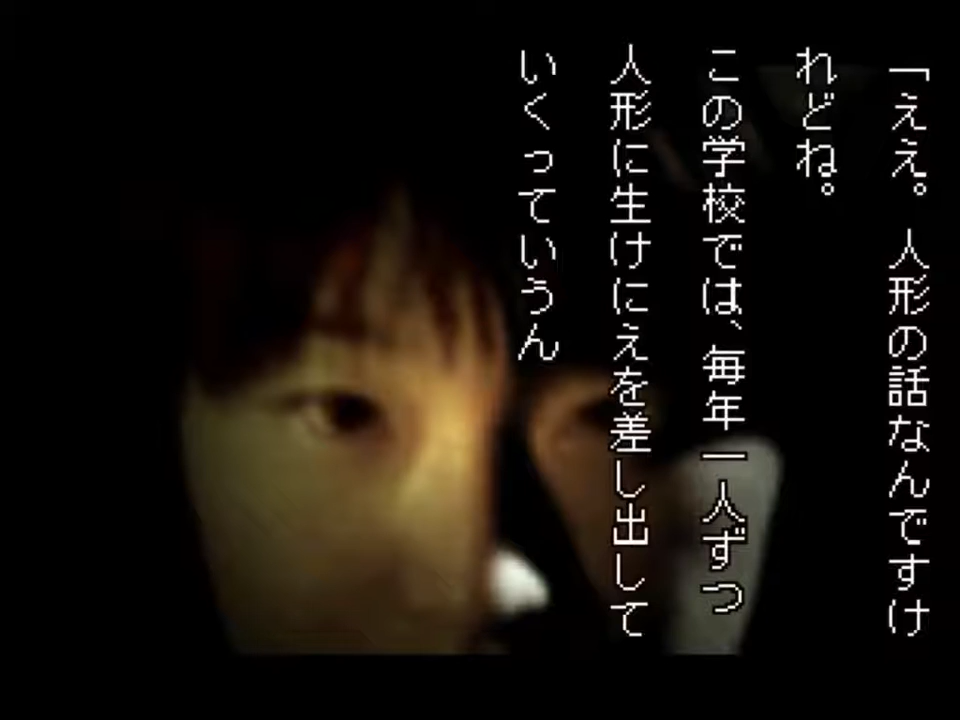 「ええ。人形の話なんですけ
れどね。
この学校では、毎年一人ずつ
人形に生けにえを差し出して
いくっていうん